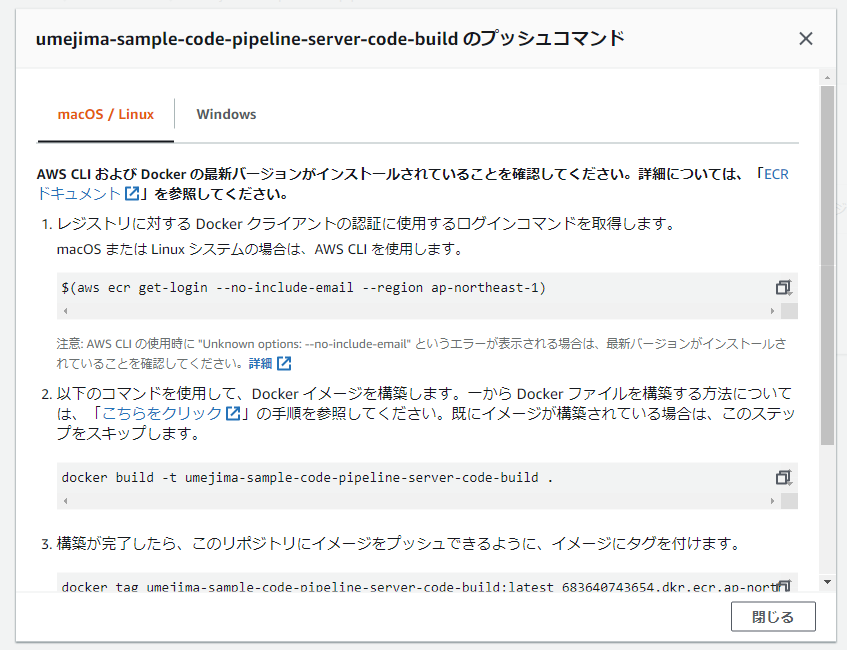 umejima-sample-code-pipeline-server-code-build のプッシュコマンド
macOS / Linux
Windows
AWS CLI および Docker の最新バージョンがインストールされていることを確認してください。詳細については、「ECR
ドキュメント」を参照してください。
1. レジストリに対する Docker クライアントの認証に使用するログインコマンドを取得します。
macOS または Linux システムの場合は、AWS CLI を使用します。
$(aws ecr get-login --no-include-email --region ap-northeast-1)
注意: AWS CLI の使用時に "Unknown options: --no-include-email" というエラーが表示される場合は、最新バージョンがインストールさ
れていることを確認してください。詳細
2. 以下のコマンドを使用して、Docker イメージを構築します。一から Docker ファイルを構築する方法について
は、「こちらをクリック」の手順を参照してください。既にイメージが構築されている場合は、このステッ
プをスキップします。
docker build -t umejima-sample-code-pipeline-server-code-build .
3. 構築が完了したら、このリポジトリにイメージをプッシュできるように、イメージにタグを付けます。
docker tag umejima-sample-code-pipeline-server-code-build:latest 683640743654.dkr.ecr.ap-nort
閉じる